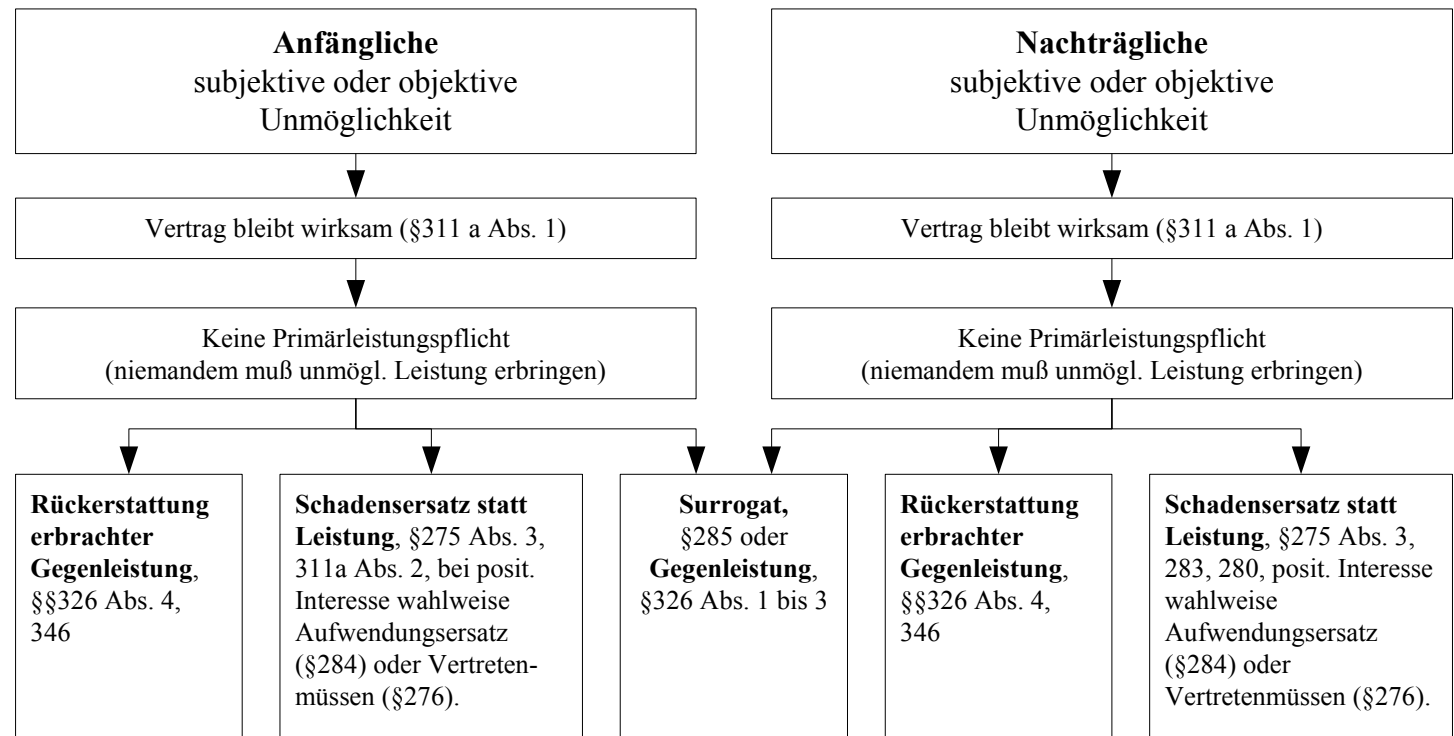 Anfängliche
subjektive oder objektive
Unmöglichkeit
Nachträgliche
subjektive oder objektive
Unmöglichkeit
Vertrag bleibt wirksam (§311 a Abs. 1)
Vertrag bleibt wirksam (§311 a Abs. 1)
Keine Primärleistungspflicht
(niemandem muß unmögl. Leistung erbringen)
Keine Primärleistungspflicht
(niemandem muß unmögl. Leistung erbringen)
Rückerstattung
erbrachter
Gegenleistung,
§§326 Abs. 4,
346
Schadensersatz statt
Leistung, §275 Abs. 3,
311a Abs. 2, bei posit.
Interesse wahlweise
Aufwendungsersatz
(§284) oder Vertreten-
müssen (§276).
Surrogat,
§285 oder
Gegenleistung,
§326 Abs. 1 bis 3
Rückerstattung
erbrachter
Gegenleistung,
§§326 Abs. 4,
346
Schadensersatz statt
Leistung, §275 Abs. 3,
283, 280, posit. Interesse
wahlweise
Aufwendungsersatz
(§284) oder
Vertretenmüssen (§276).